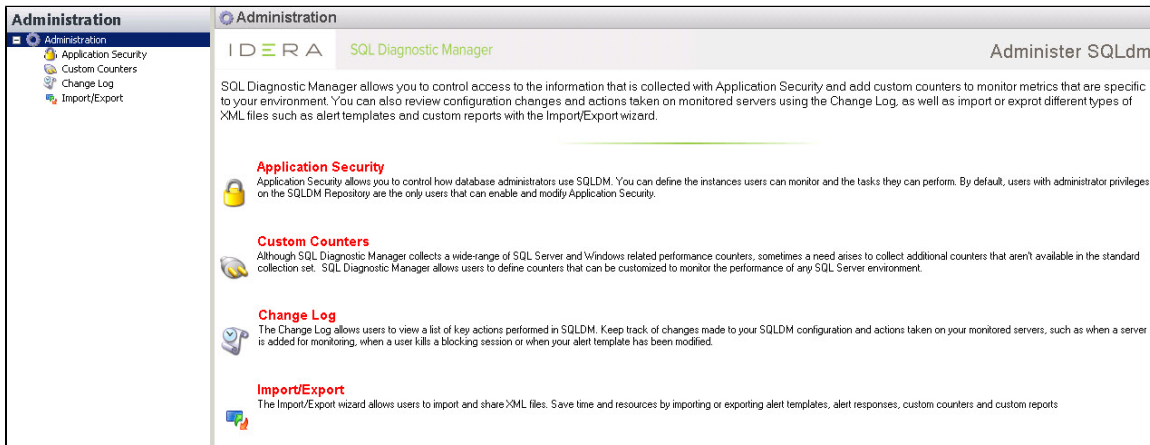 Administration
Administration
Application Security
Custom Counters
Change Log
Import/Export
Administration
IDERA SQL Diagnostic Manager Administer SQLdm
SQL Diagnostic Manager allows you to control access to the information that is collected with Application Security and add custom counters to monitor metrics that are specific
to your environment. You can also review configuration changes and actions taken on monitored servers using the Change Log, as well as import or exprot different types of
XML files such as alert templates and custom reports with the Import/Export wizard.
Application Security
Application Security allows you to control how database administrators use SQLDM. You can define the instances users can monitor and the tasks they can perform. By default, users with administrator privileges
on the SQLDM Repository are the only users that can enable and modify Application Security.
Custom Counters
Although SQL Diagnostic Manager collects a wide-range of SQL Server and Windows related performance counters, sometimes a need arises to collect additional counters that aren't available in the standard
collection set. SQL Diagnostic Manager allows users to define counters that can be customized to monitor the performance of any SQL Server environment.
Change Log
The Change Log allows users to view a list of key actions performed in SQLDM. Keep track of changes made to your SQLDM configuration and actions taken on your monitored servers, such as when a server
is added for monitoring, when a user kills a blocking session or when your alert template has been modified.
Import/Export
The Import/Export wizard allows users to import and share XML files. Save time and resources by importing or exporting alert templates, alert responses, custom counters and custom reports